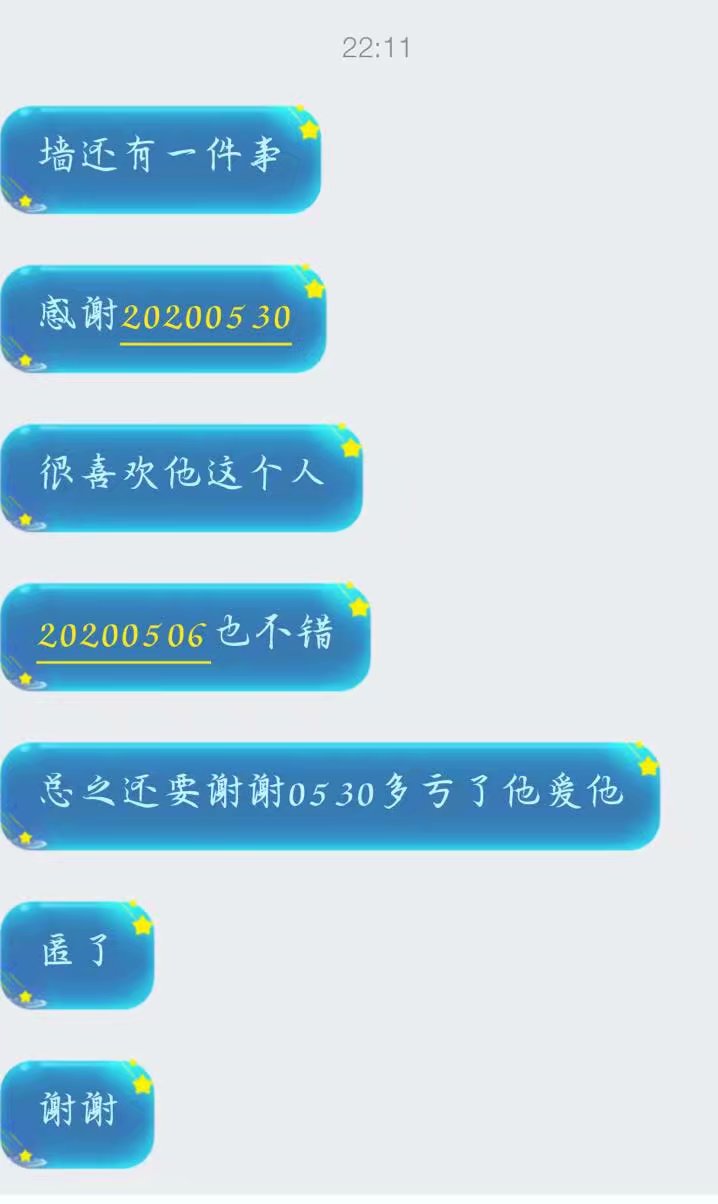 22:11
墙还有一件事
感谢20200530
很喜欢他这个人
20200506也不错
总之还要谢谢0530多亏了他爱他
匿了
谢谢